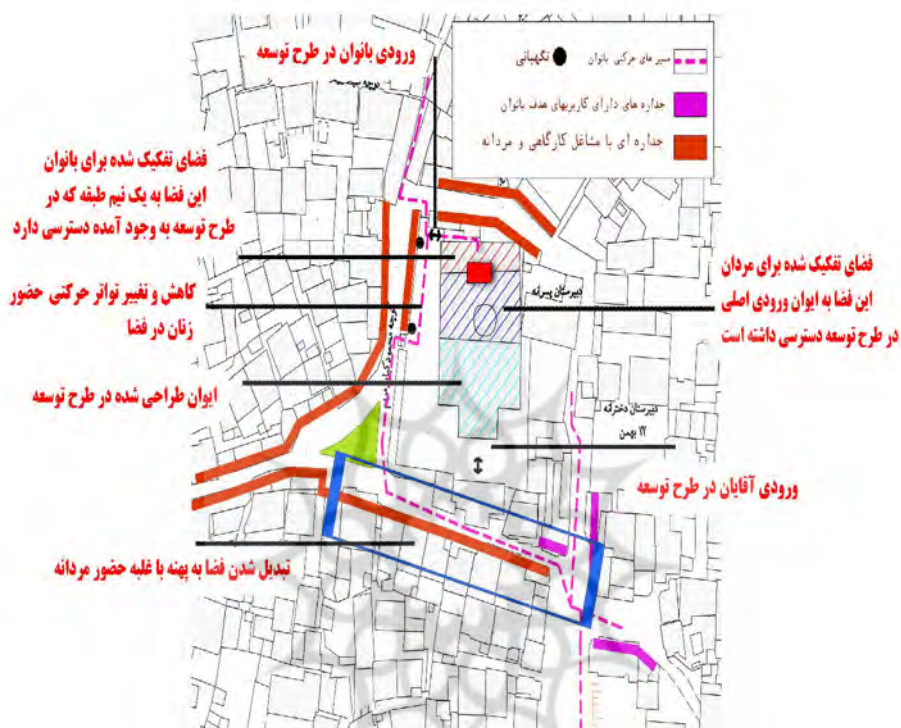 ورودی بانوان در طرح توسعه
مسیر های حرکتی بانوان
نگهبانی
جداره های دارای کاربریهای هدف بانوان
جداره ای با مشاغل کارگاهی و مردانه
فضای تفکیک شده برای بانوان
این فضا به یک نیم طبقه که در
طرح توسعه به وجود آمده دسترسی دارد
فضای تفکیک شده برای مردان
این فضا به ایوان ورودی اصلی
در طرح توسعه دسترسی داشته است
دبیرستان پسرانه
کاهش و تغییر تواتر حرکتی حضور
زنان در فضا
ایوان طراحی شده در طرح توسعه
دبیرستان دخترانه
۲۲ بهمن
ورودی آقایان در طرح توسعه
تبدیل شدن فضا به پهنه با غلبه حضور مردانه